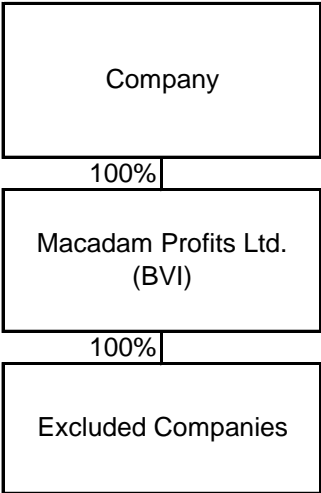 Company
100%
Macadam Profits Ltd.
(BVI)
100%
Excluded Companies